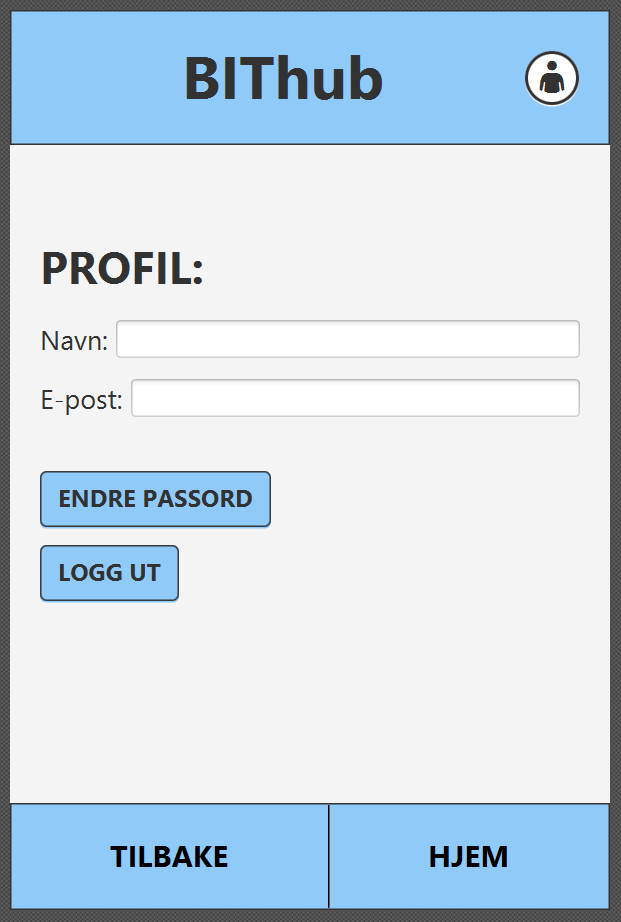 BIThub
PROFIL:
Navn:
E-post:
ENDRE PASSORD
LOGG UT
TILBAKE
HJEM